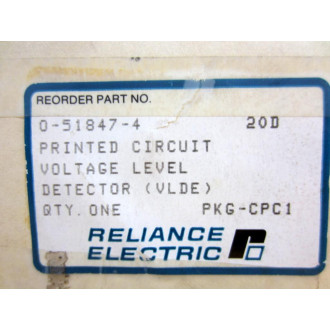 REORDER PART NO.
0-51847-4 20D
PRINTED CIRCUIT
VOLTAGE LEVEL
DETECTOR (VLDE)
QTY. ONE PKG-CPC1
RELIANCE
ELECTRIC